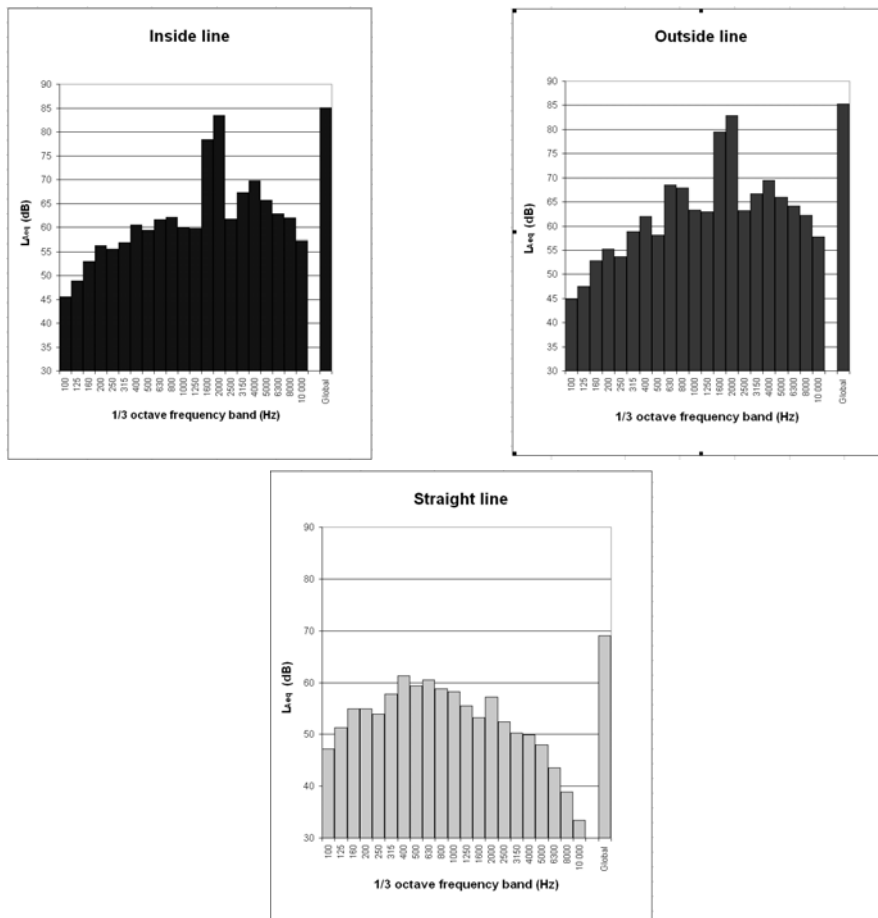 Inside line
90
85
80
75
70
65
60
55
50
45
40
35
30
LAeq (dB)
100 125 160 200 250 315 400 500 630 800 1000 1250 1600 2000 2500 3150 4000 5000 6300 8000 10 000 Global
1/3 octave frequency band (Hz)
Outside line
90
85
80
75
70
65
60
55
50
45
40
35
30
LAeq (dB)
100 125 160 200 250 315 400 500 630 800 1000 1250 1600 2000 2500 3150 4000 5000 6300 8000 10 000 Global
1/3 octave frequency band (Hz)
Straight line
90
80
70
60
50
40
30
LAeq (dB)
100 125 160 200 250 315 400 500 630 800 1000 1250 1600 2000 2500 3150 4000 5000 6300 8000 10 000 Global
1/3 octave frequency band (Hz)